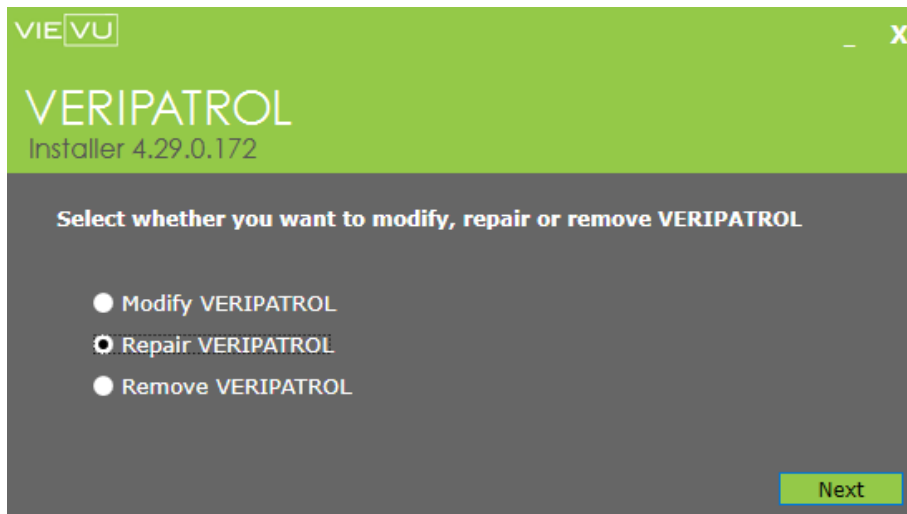 VIEVU
_ X
VERIPATROL
Installer 4.29.0.172
Select whether you want to modify, repair or remove VERIPATROL
Modify VERIPATROL
Repair VERIPATROL
Remove VERIPATROL
Next